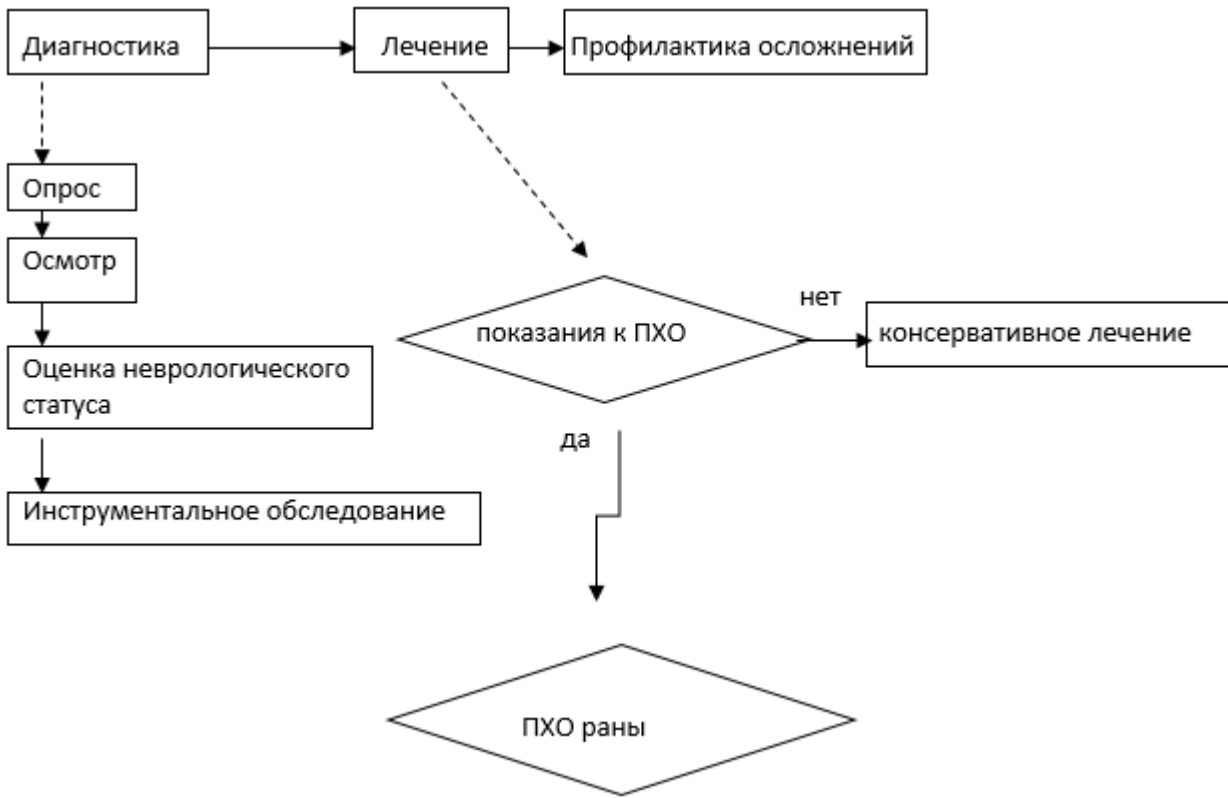 Диагностика
Лечение
Профилактика осложнений
Опрос
Осмотр
Оценка неврологического
статуса
Инструментальное обследование
показания к ПХО
нет
консервативное лечение
да
ПХО раны